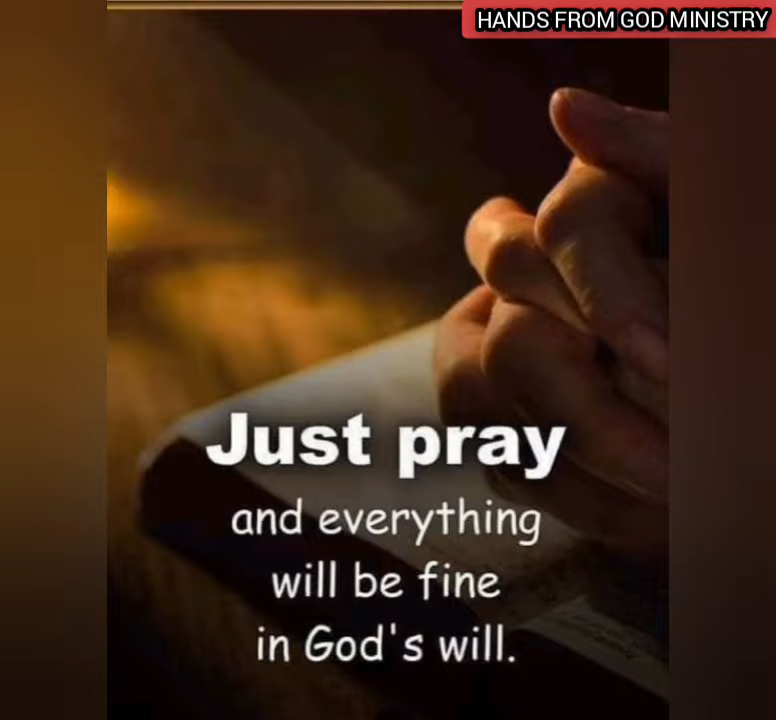 HANDS FROM GOD MINISTRY
Just pray
and everything
will be fine
in God's will.